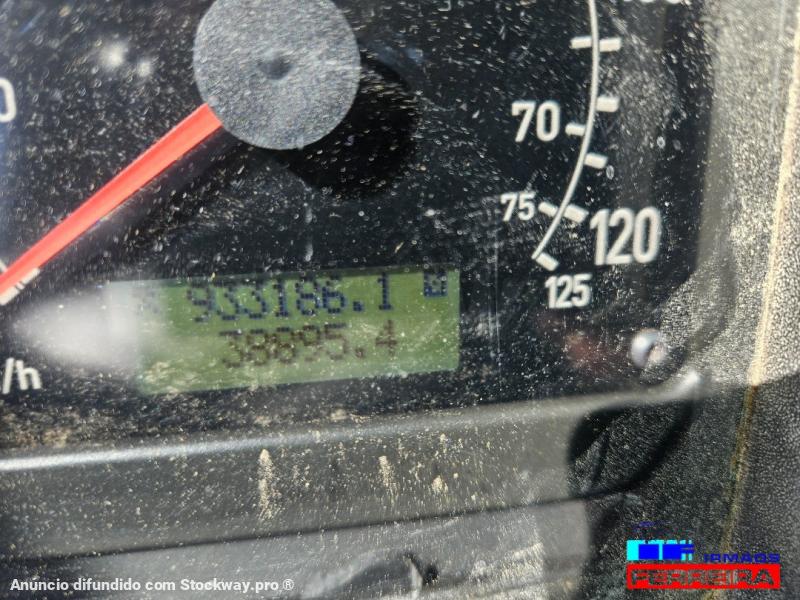 70
75
120
125
933186.1
38895.4
/h
Anúncio difundido com Stockway.pro®
IRMÃOS
FERREIRA